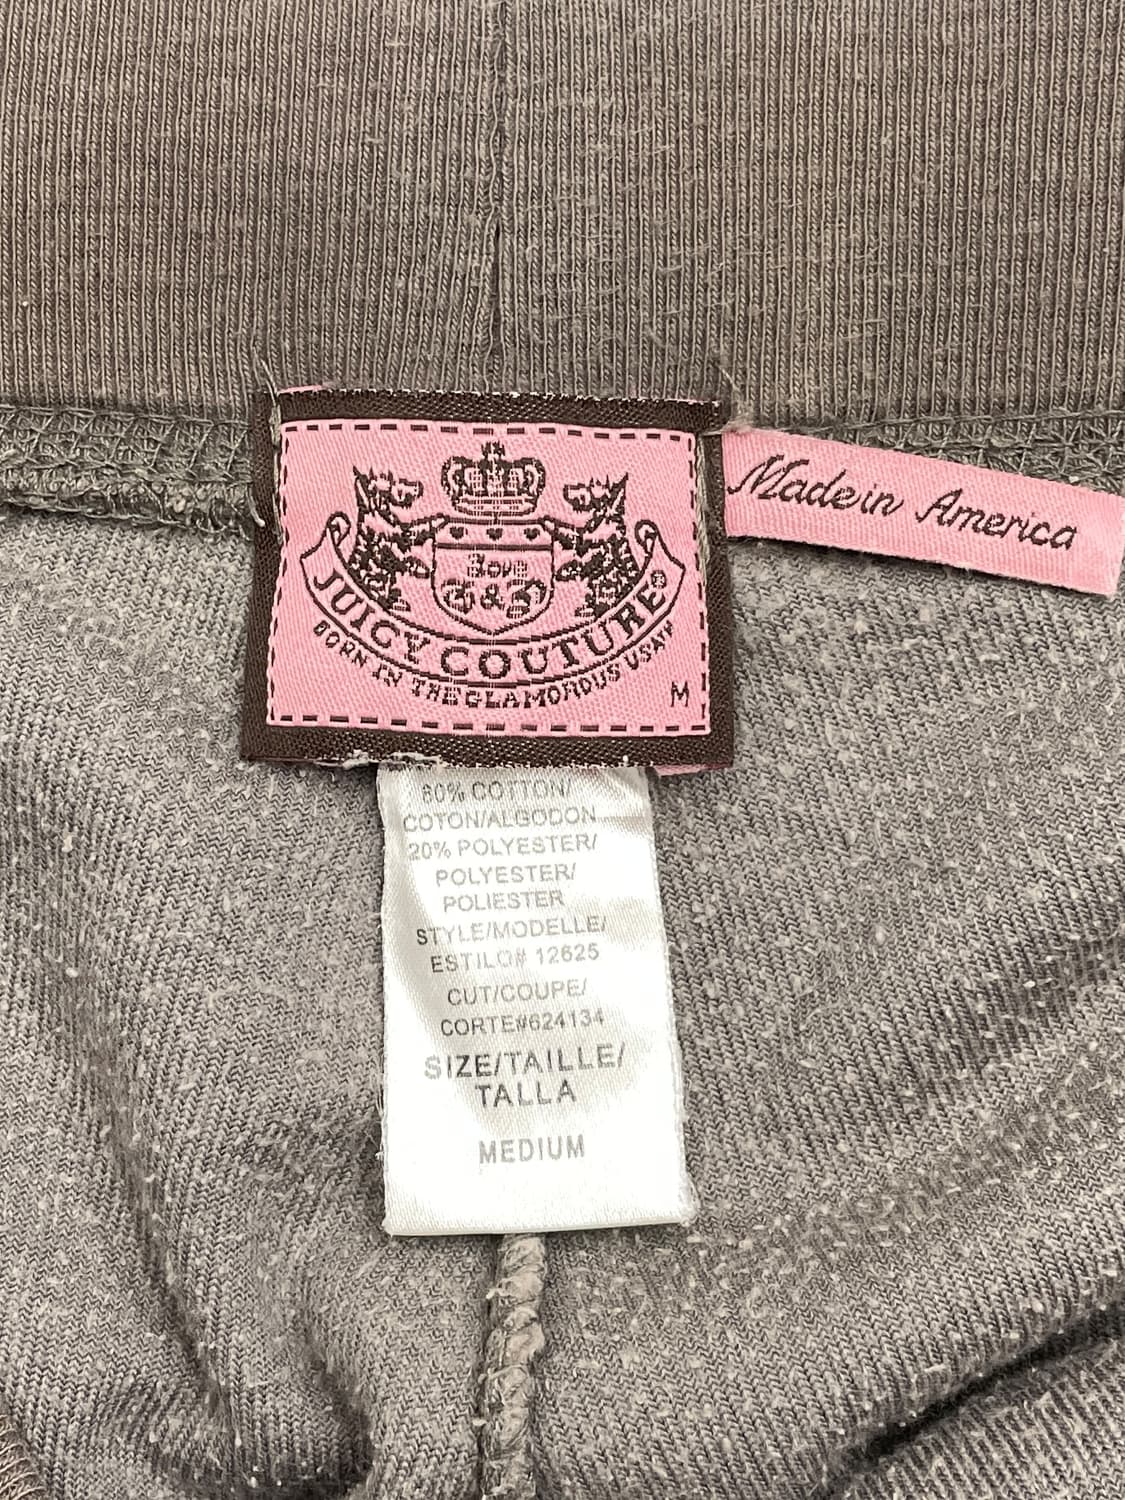 Love
G & P
JUICY COUTURE®
BORN IN THE GLAMOROUS USA
M
Made in America
80% COTTON/
COTON/ALGODON
20% POLYESTER/
POLYESTER/
POLIESTER
STYLE/MODELLE/
ESTILO# 12625
CUT/COUPE/
CORTE#624134
SIZE/TAILLE/
TALLA
MEDIUM